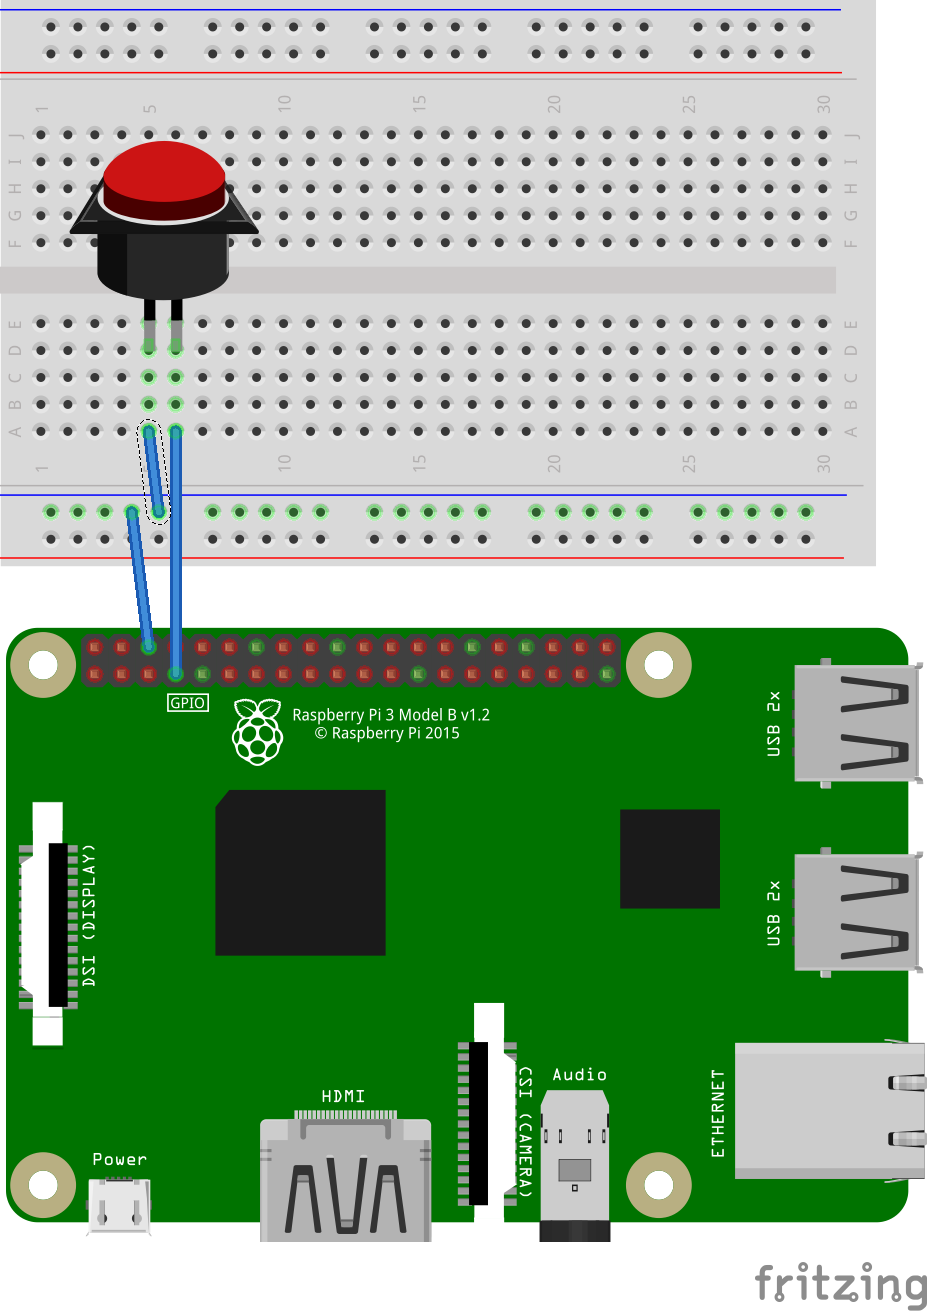 1 5 10 15 20 25 30
J J
I I
H H
G G
F F
E E
D D
C C
B B
A A
1 10 15 20 25 30
GPIO
Raspberry Pi 3 Model B v1.2
© Raspberry Pi 2015
USB 2x
DSI (DISPLAY)
USB 2x
HDMI
CSI (CAMERA)
Audio
ETHERNET
Power
fritzing